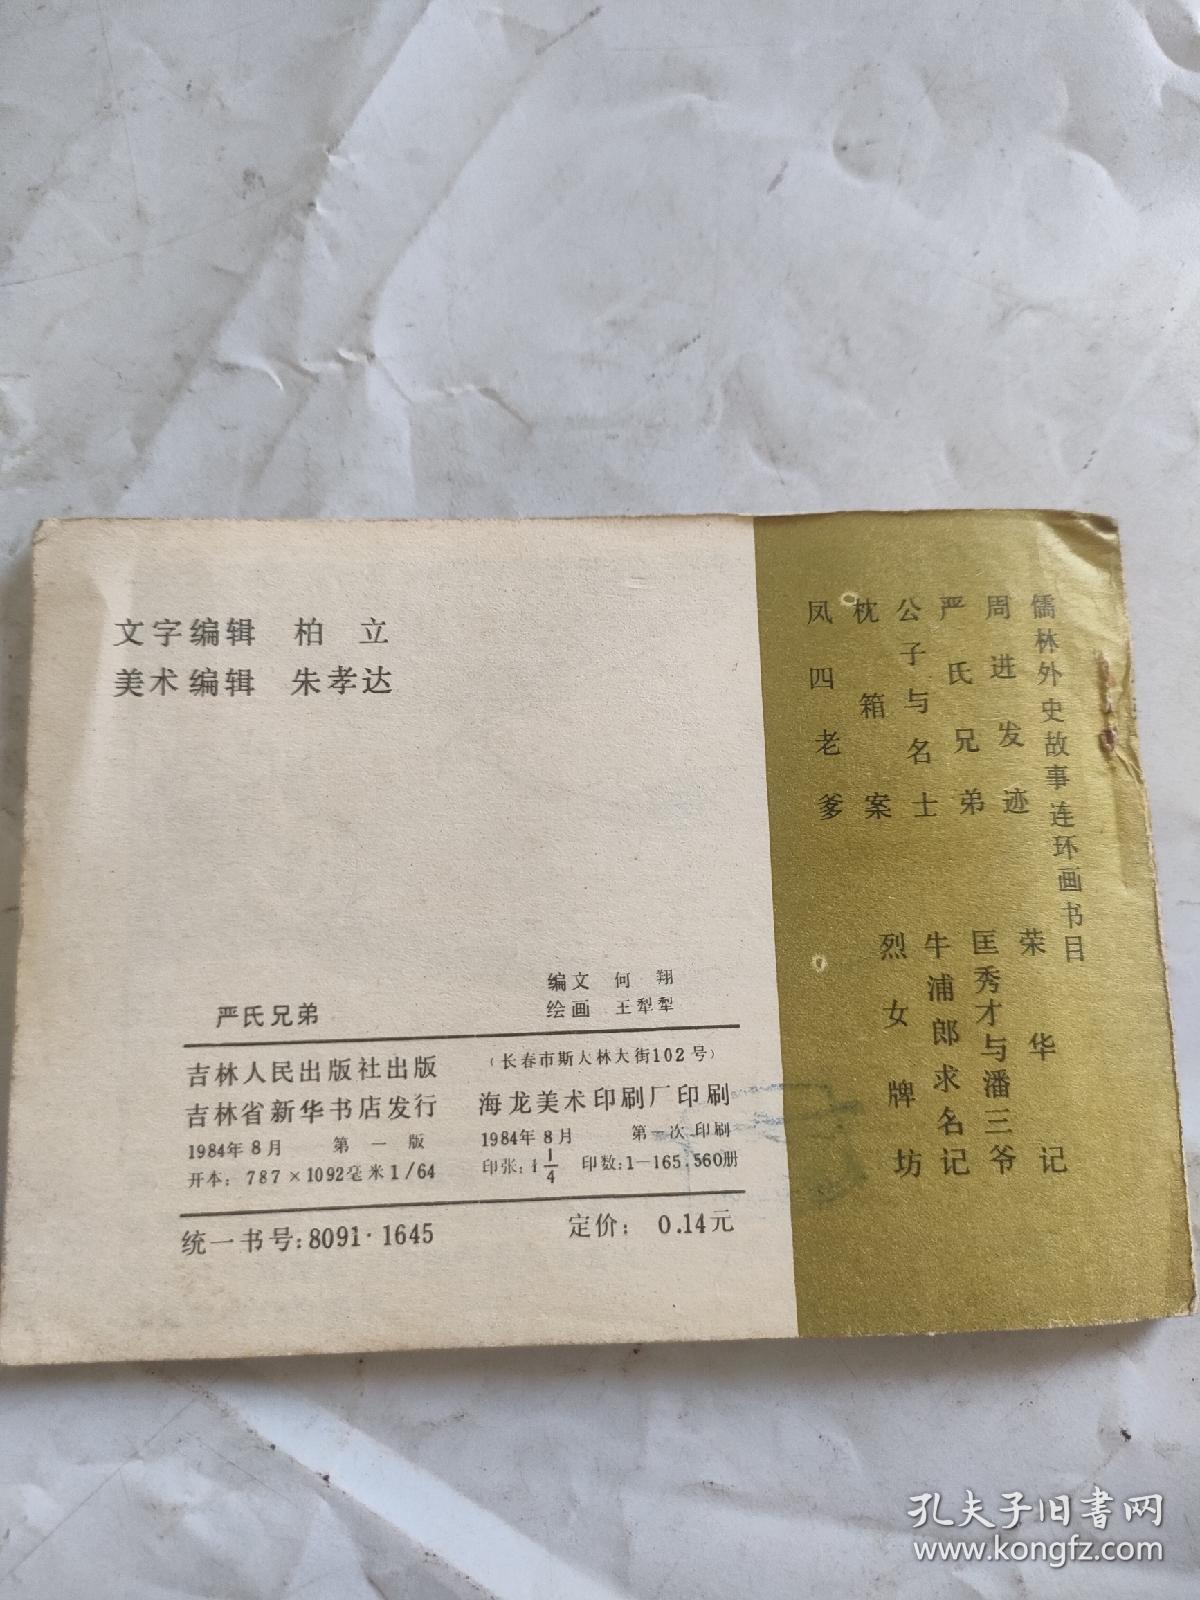 文字编辑 柏立
美术编辑 朱孝达
严氏兄弟
编文 何翔
绘画 王犁犁
吉林人民出版社出版
(长春市斯大林大街102号)
吉林省新华书店发行
海龙美术印刷厂印刷
1984年8月 第一版
1984年8月 第一次印刷
开本：787×1092毫米1/64
印张：1 1/4 印数：1—165,560册
统一书号：8091·1645
定价：0.14元
儒林外史故事连环画书目
周进发迹
严氏兄弟
公子与名士
枕箱案
凤四老爹
荣华记
匡秀才与潘三爷
牛浦郎求名记
烈女牌坊
孔夫子旧书网
www.kongfz.com